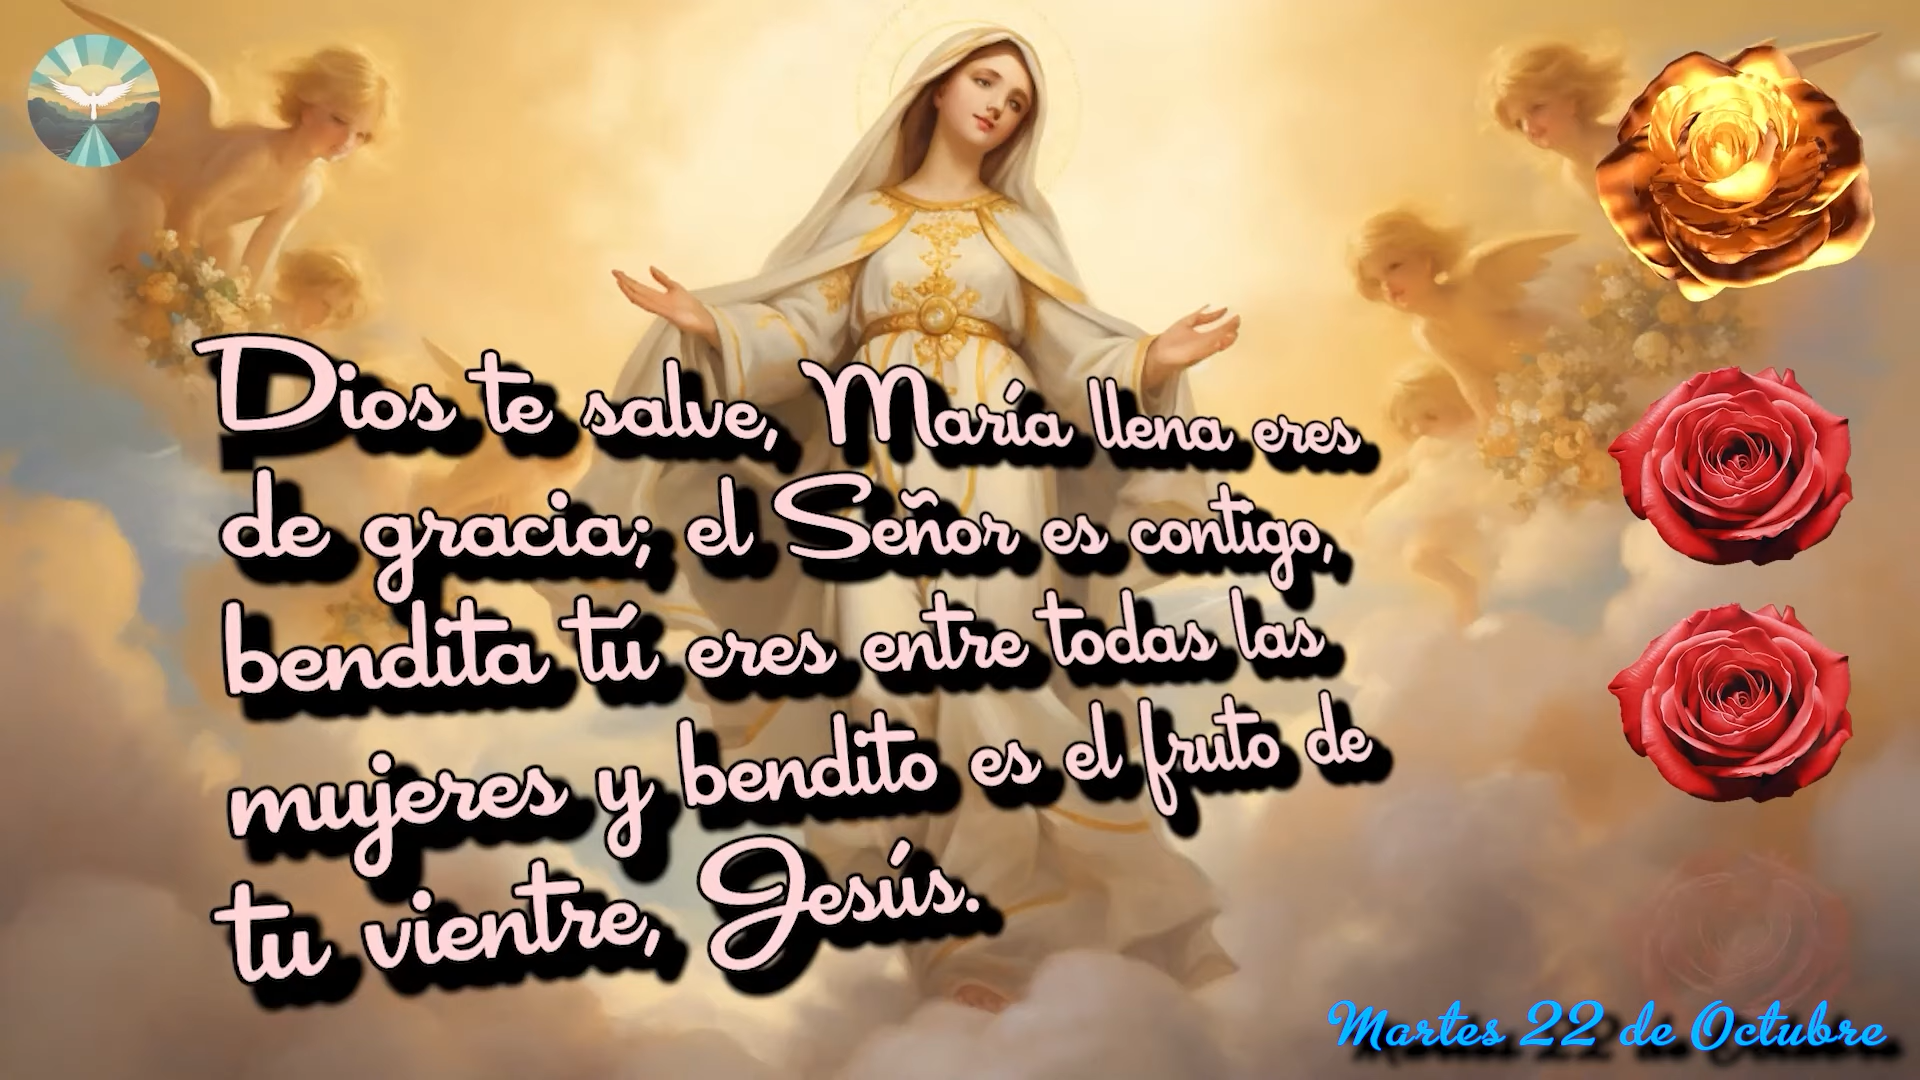 Dios te salve, María llena eres
de gracia; el Señor es contigo,
bendita tú eres entre todas las
mujeres y bendito es el fruto de
tu vientre, Jesús.
Martes 22 de Octubre